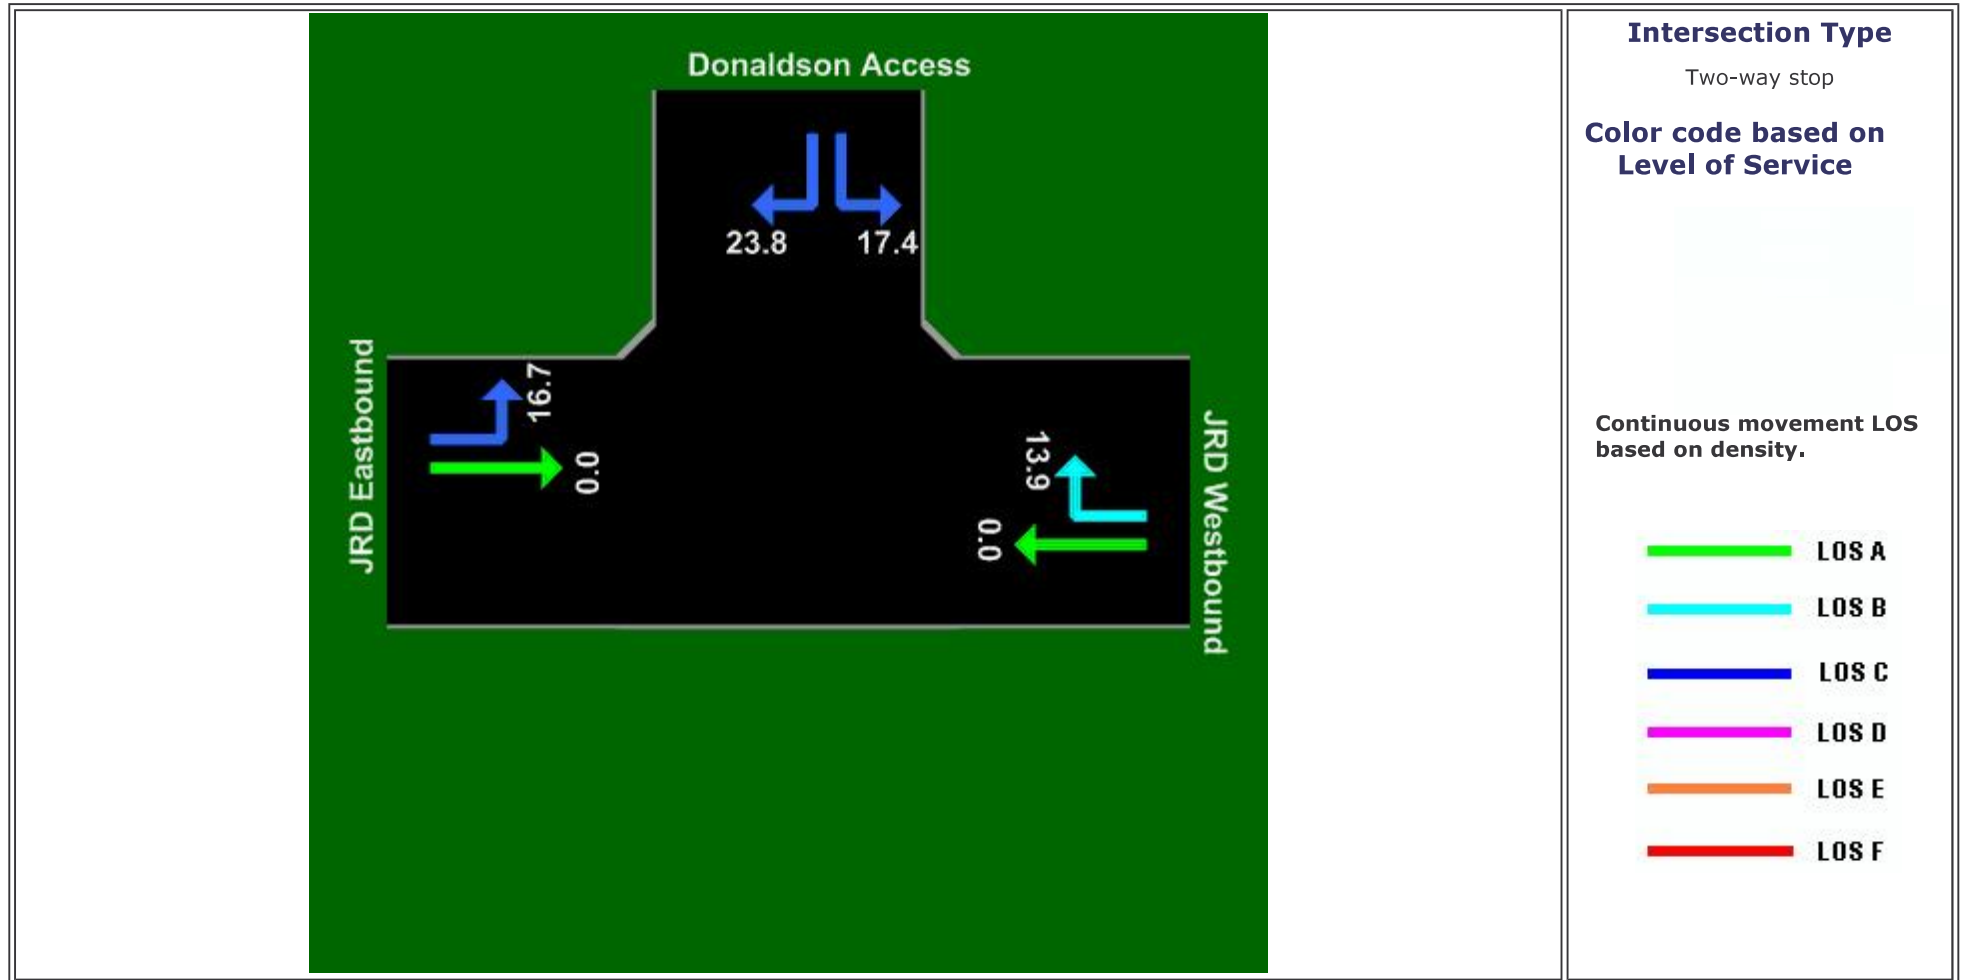 Donaldson Access
23.8
17.4
JRD Eastbound
16.7
0.0
13.9
0.0
JRD Westbound
Intersection Type
Two-way stop
Color code based on
Level of Service
Continuous movement LOS
based on density.
LOS A
LOS B
LOS C
LOS D
LOS E
LOS F